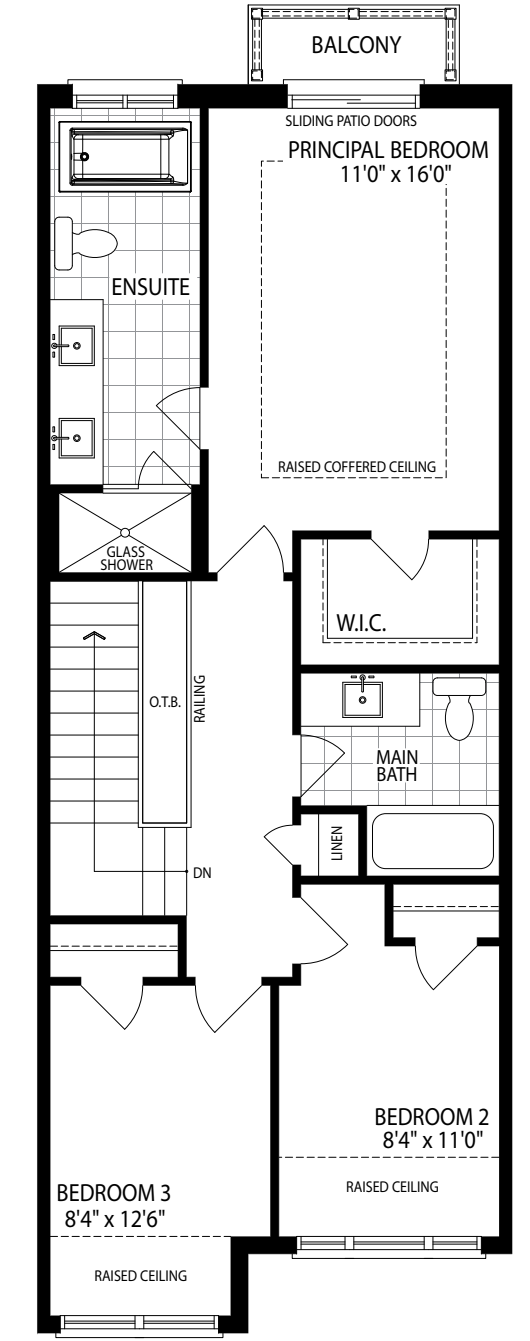 BALCONY
SLIDING PATIO DOORS
PRINCIPAL BEDROOM
11'0" x 16'0"
ENSUITE
RAISED COFFERED CEILING
GLASS
SHOWER
W.I.C.
O.T.B.
RAILING
MAIN
BATH
LINEN
DN
BEDROOM 2
8'4" x 11'0"
RAISED CEILING
BEDROOM 3
8'4" x 12'6"
RAISED CEILING